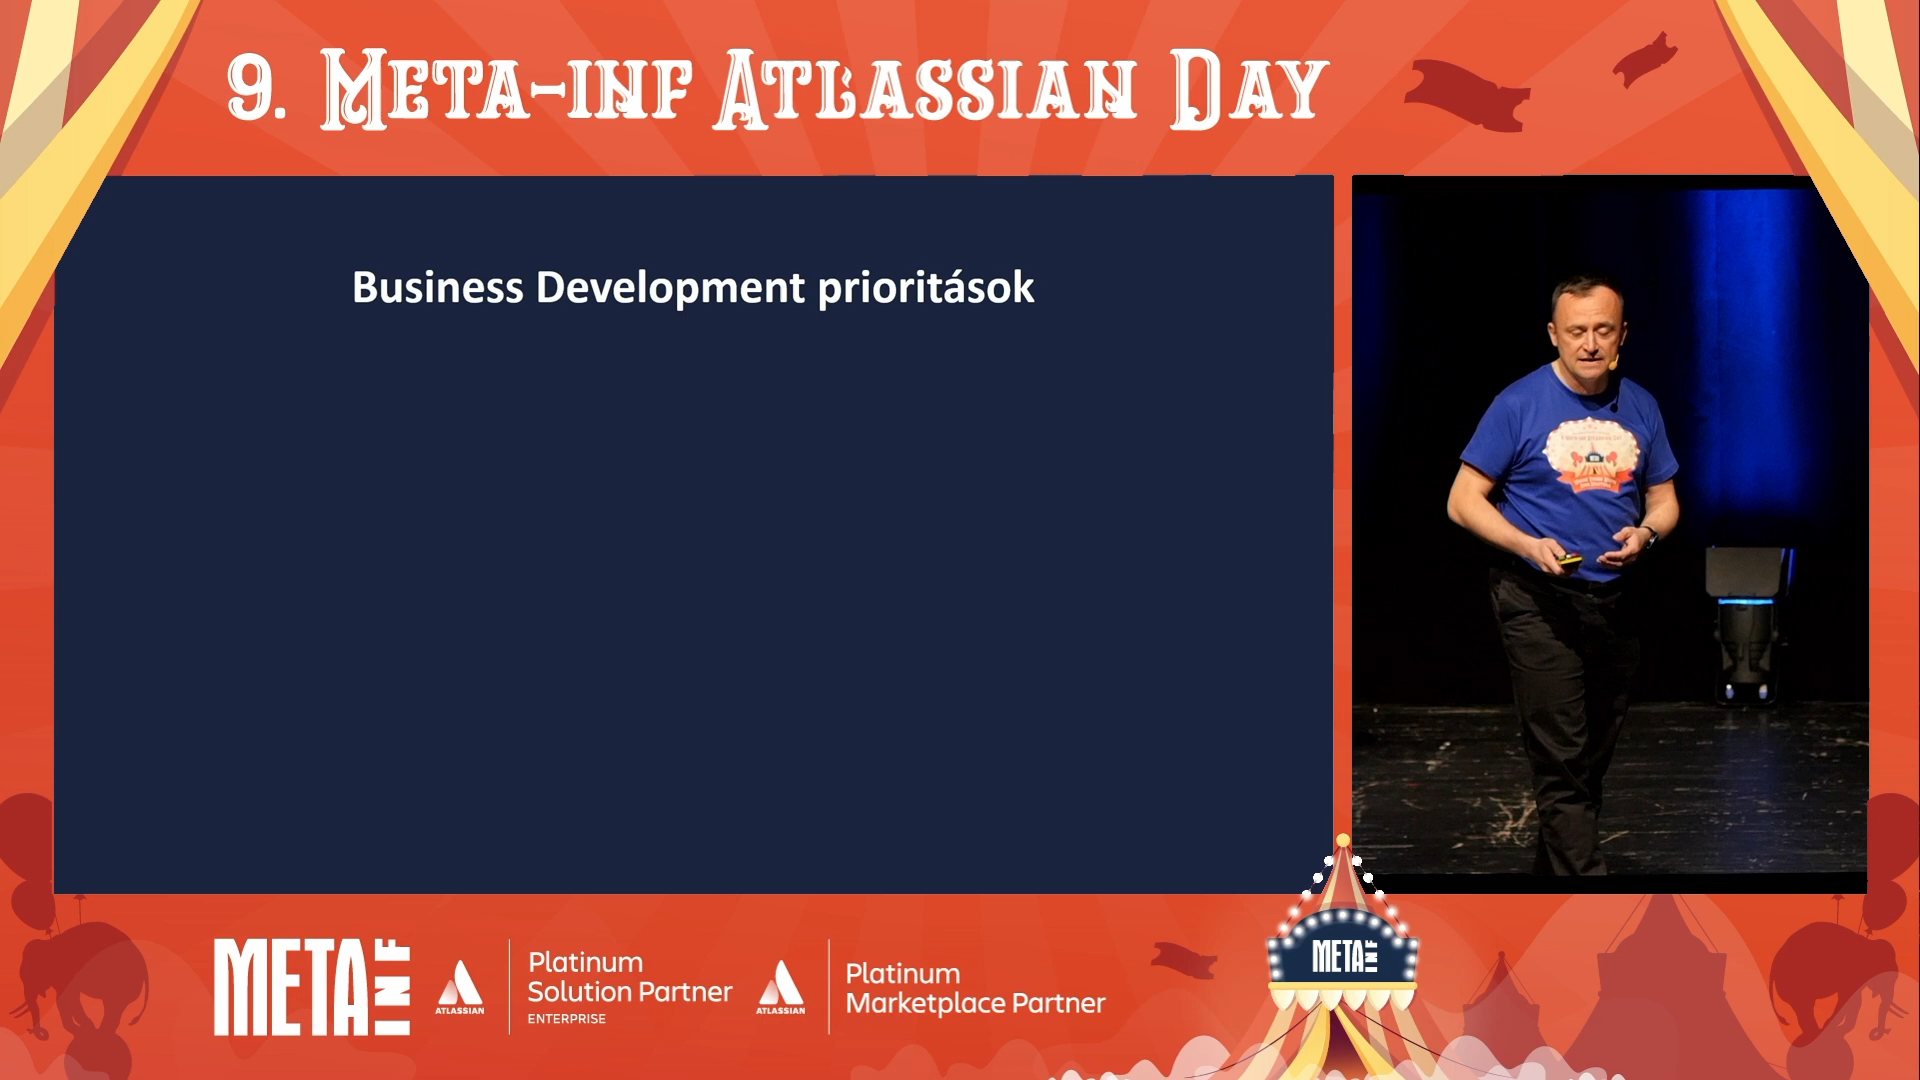 9. META-INF ATLASSIAN DAY
Business Development prioritások
META INF
ATLASSIAN
Platinum
Solution Partner
ENTERPRISE
ATLASSIAN
Platinum
Marketplace Partner
META INF